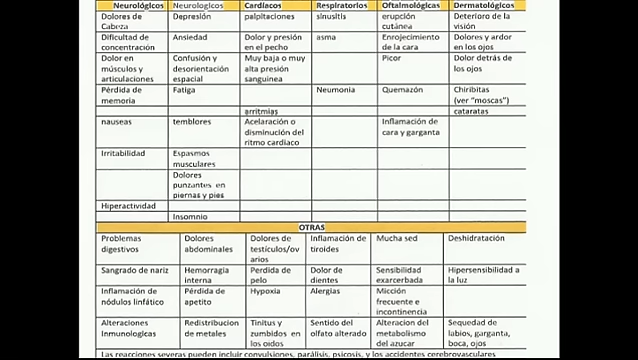 Neurológicos Neurologicos Cardíacos Respiratorios Oftalmológicas Dermatológicos
Dolores de Cabeza Depresión palpitaciones sinusitis erupción cutánea Deterioro de la visión
Dificultad de concentración Ansiedad Dolor y presión en el pecho asma Enrojecimiento de la cara Dolores y ardor en los ojos
Dolor en músculos y articulaciones Confusión y desorientación espacial Muy baja o muy alta presión sanguinea Picor Dolor detrás de los ojos
Pérdida de memoria Fatiga Neumonia Quemazón Chiribitas (ver "moscas")
arritmias cataratas
nauseas temblores Acelaración o disminución del ritmo cardiaco Inflamación de cara y garganta
Irritabilidad Espasmos musculares
Dolores punzantes en piernas y pies
Hiperactividad
Insomnio
OTRAS
Problemas digestivos Dolores abdominales Dolores de testículos/ovarios Inflamación de tiroides Mucha sed Deshidratación
Sangrado de nariz Hemorragia interna Perdida de pelo Dolor de dientes Sensibilidad exarcerbada Hipersensibilidad a la luz
Inflamación de nódulos linfático Pérdida de apetito Hypoxia Alergias Micción frecuente e incontinencia
Alteraciones Inmunologicas Redistribucion de metales Tinitus y zumbidos en los oidos Sentido del olfato alterado Alteracion del metabolismo del azucar Sequedad de labios, garganta, boca, ojos
Las reacciones severas pueden incluir convulsiones, parálisis, psicosis, y los accidentes cerebrovasculares